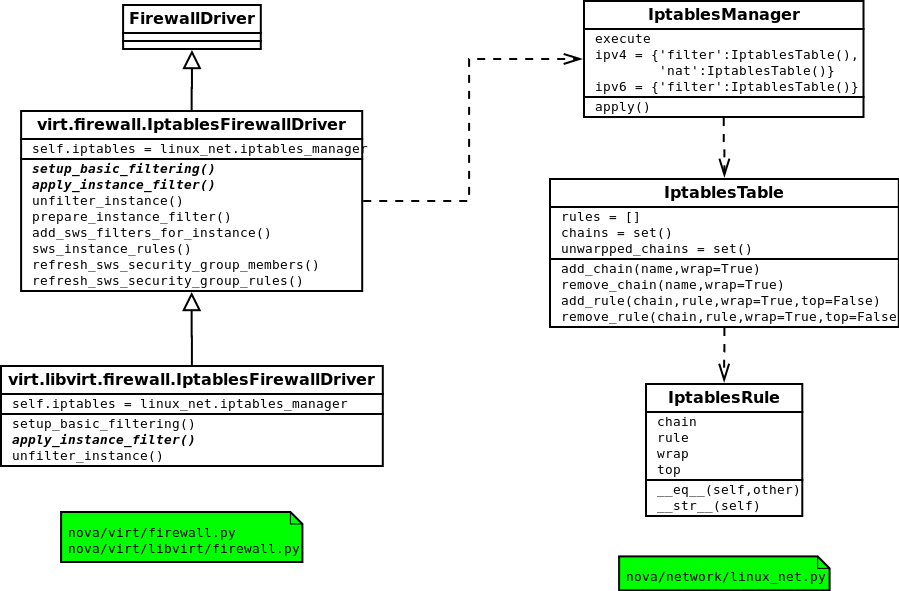 FirewallDriver
virt.firewall.IptablesFirewallDriver
self.iptables = linux_net.iptables_manager
setup_basic_filtering()
apply_instance_filter()
unfilter_instance()
prepare_instance_filter()
add_sws_filters_for_instance()
sws_instance_rules()
refresh_sws_security_group_members()
refresh_sws_security_group_rules()
virt.libvirt.firewall.IptablesFirewallDriver
self.iptables = linux_net.iptables_manager
setup_basic_filtering()
apply_instance_filter()
unfilter_instance()
nova/virt/firewall.py
nova/virt/libvirt/firewall.py
IptablesManager
execute
ipv4 = {'filter':IptablesTable(),
'nat':IptablesTable()}
ipv6 = {'filter':IptablesTable()}
apply()
IptablesTable
rules = []
chains = set()
unwarpped_chains = set()
add_chain(name,wrap=True)
remove_chain(name,wrap=True)
add_rule(chain,rule,wrap=True,top=False)
remove_rule(chain,rule,wrap=True,top=False
IptablesRule
chain
rule
wrap
top
__eq__(self,other)
__str__(self)
nova/network/linux_net.py